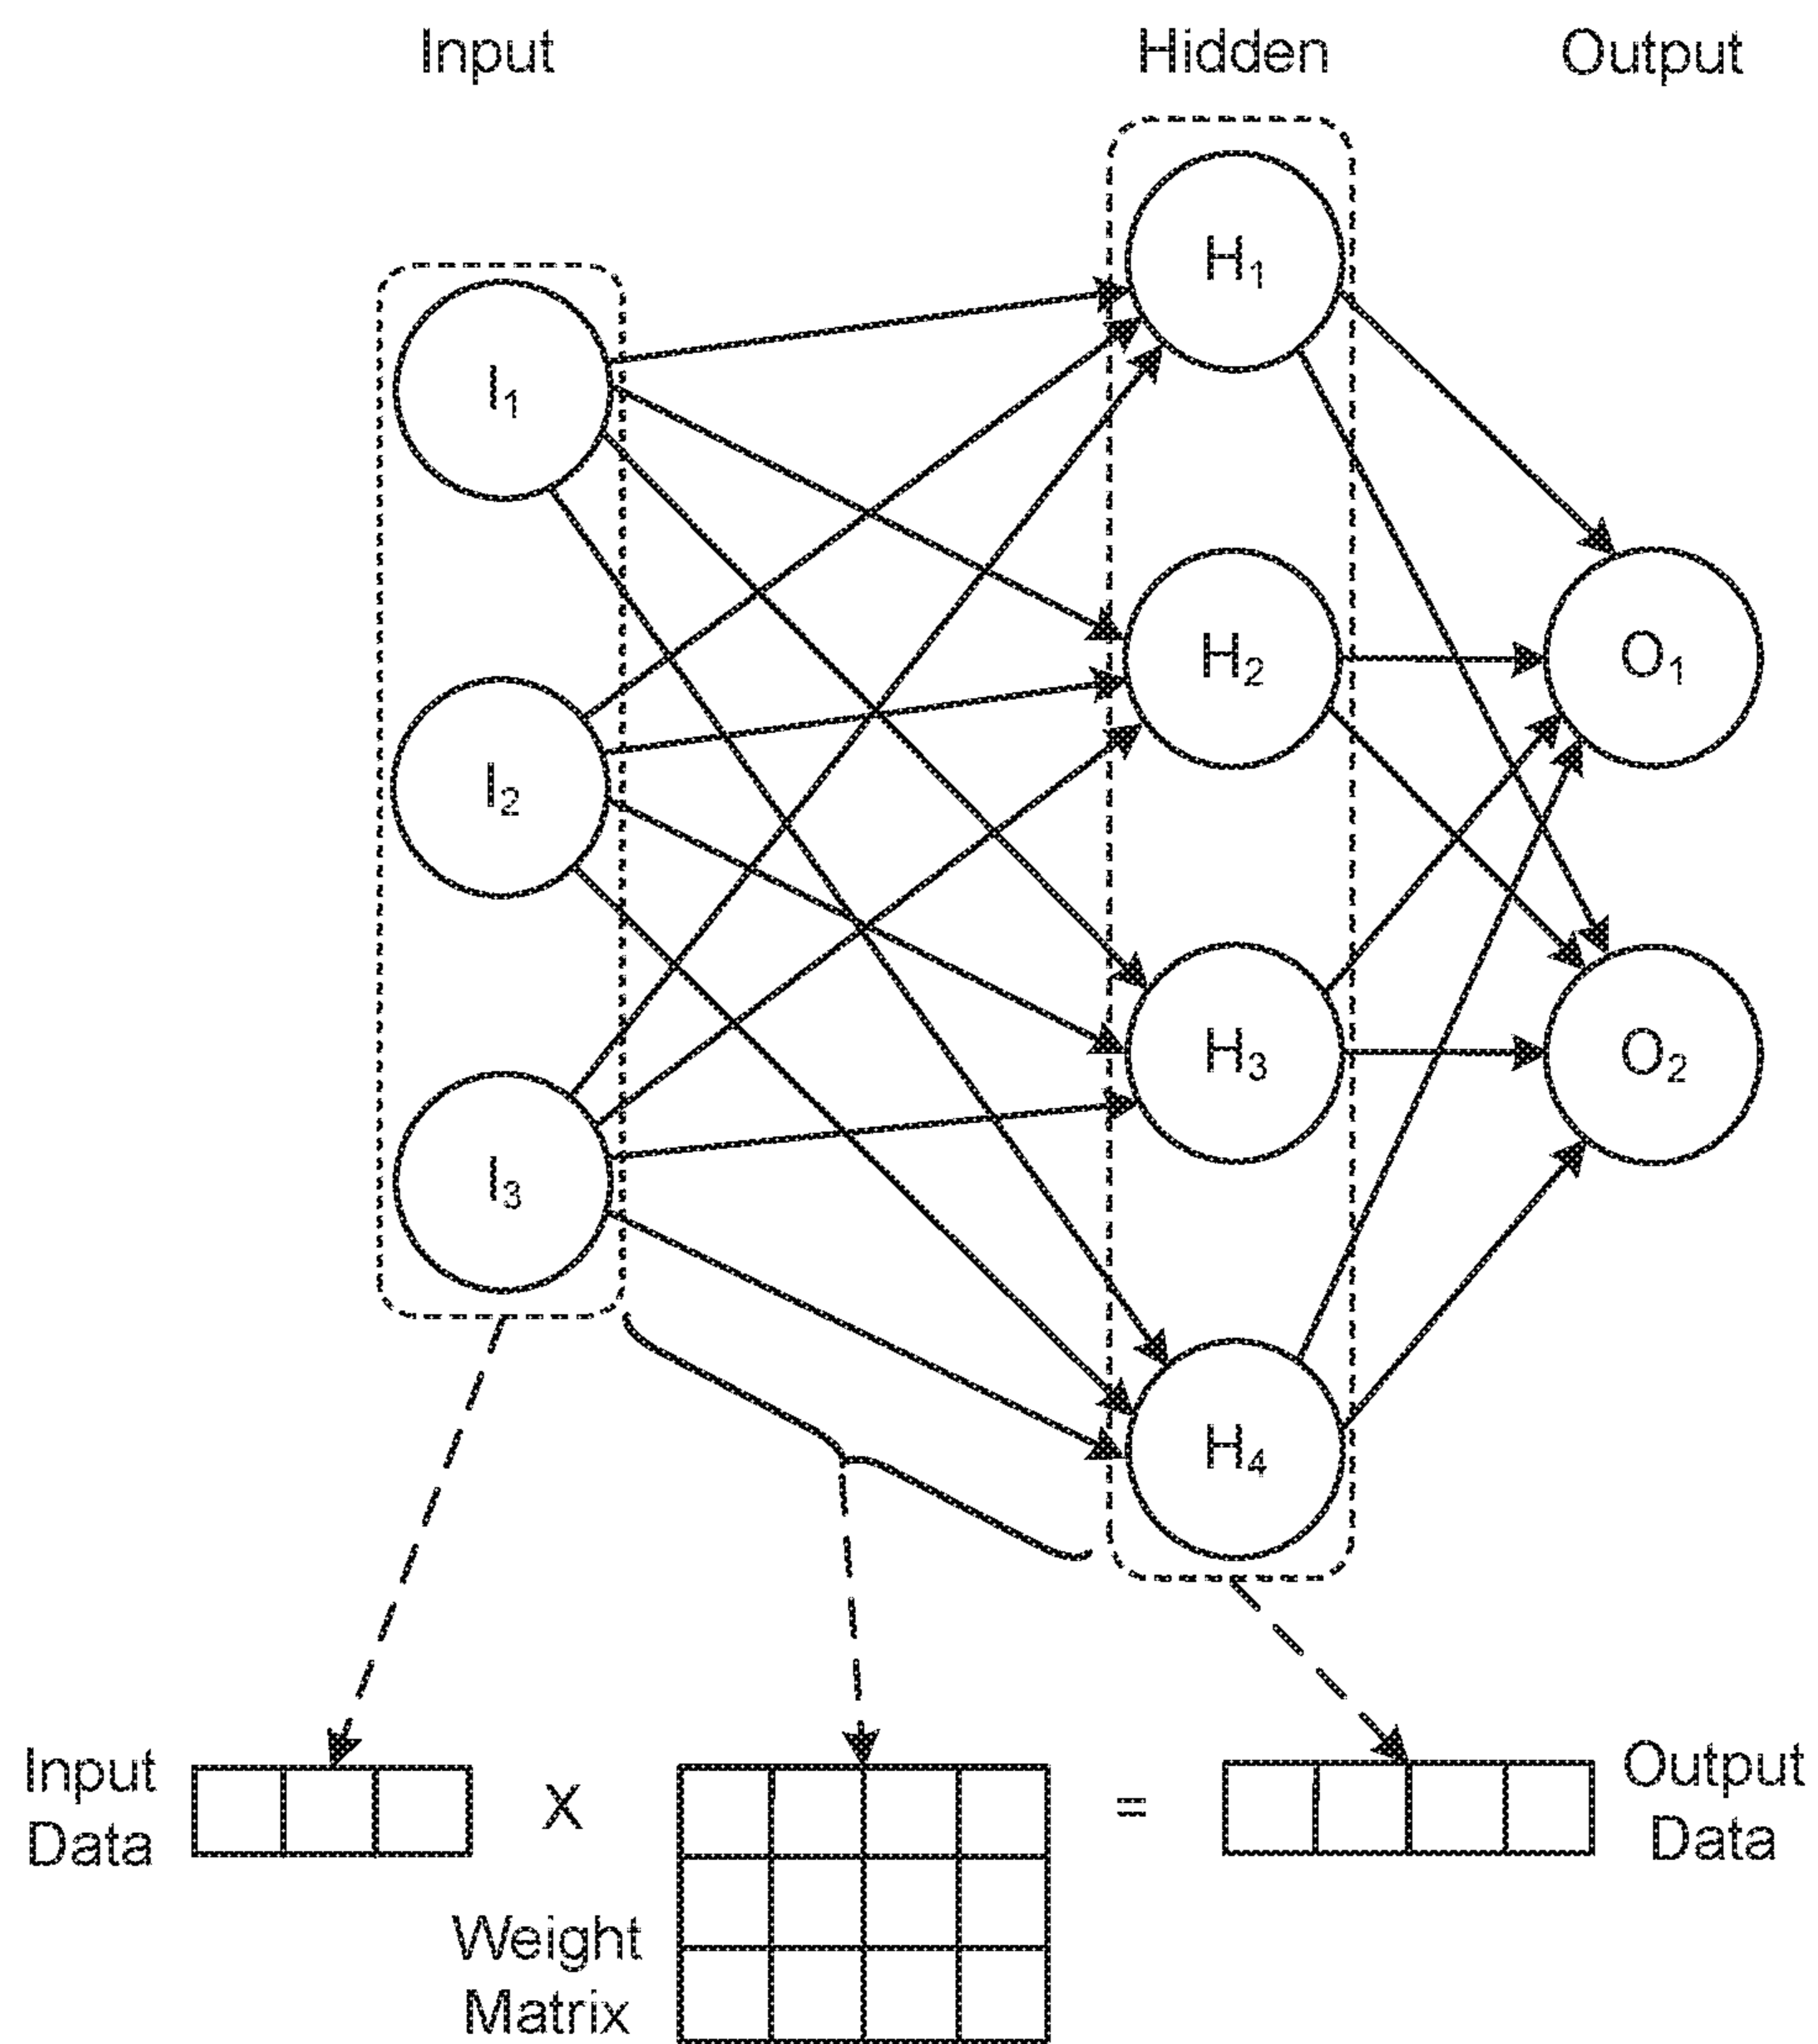 Input Hidden Output
H₁
I₁
H₂ O₁
I₂
H₃ O₂
I₃
H₄
Input Data X = Output Data
Weight Matrix